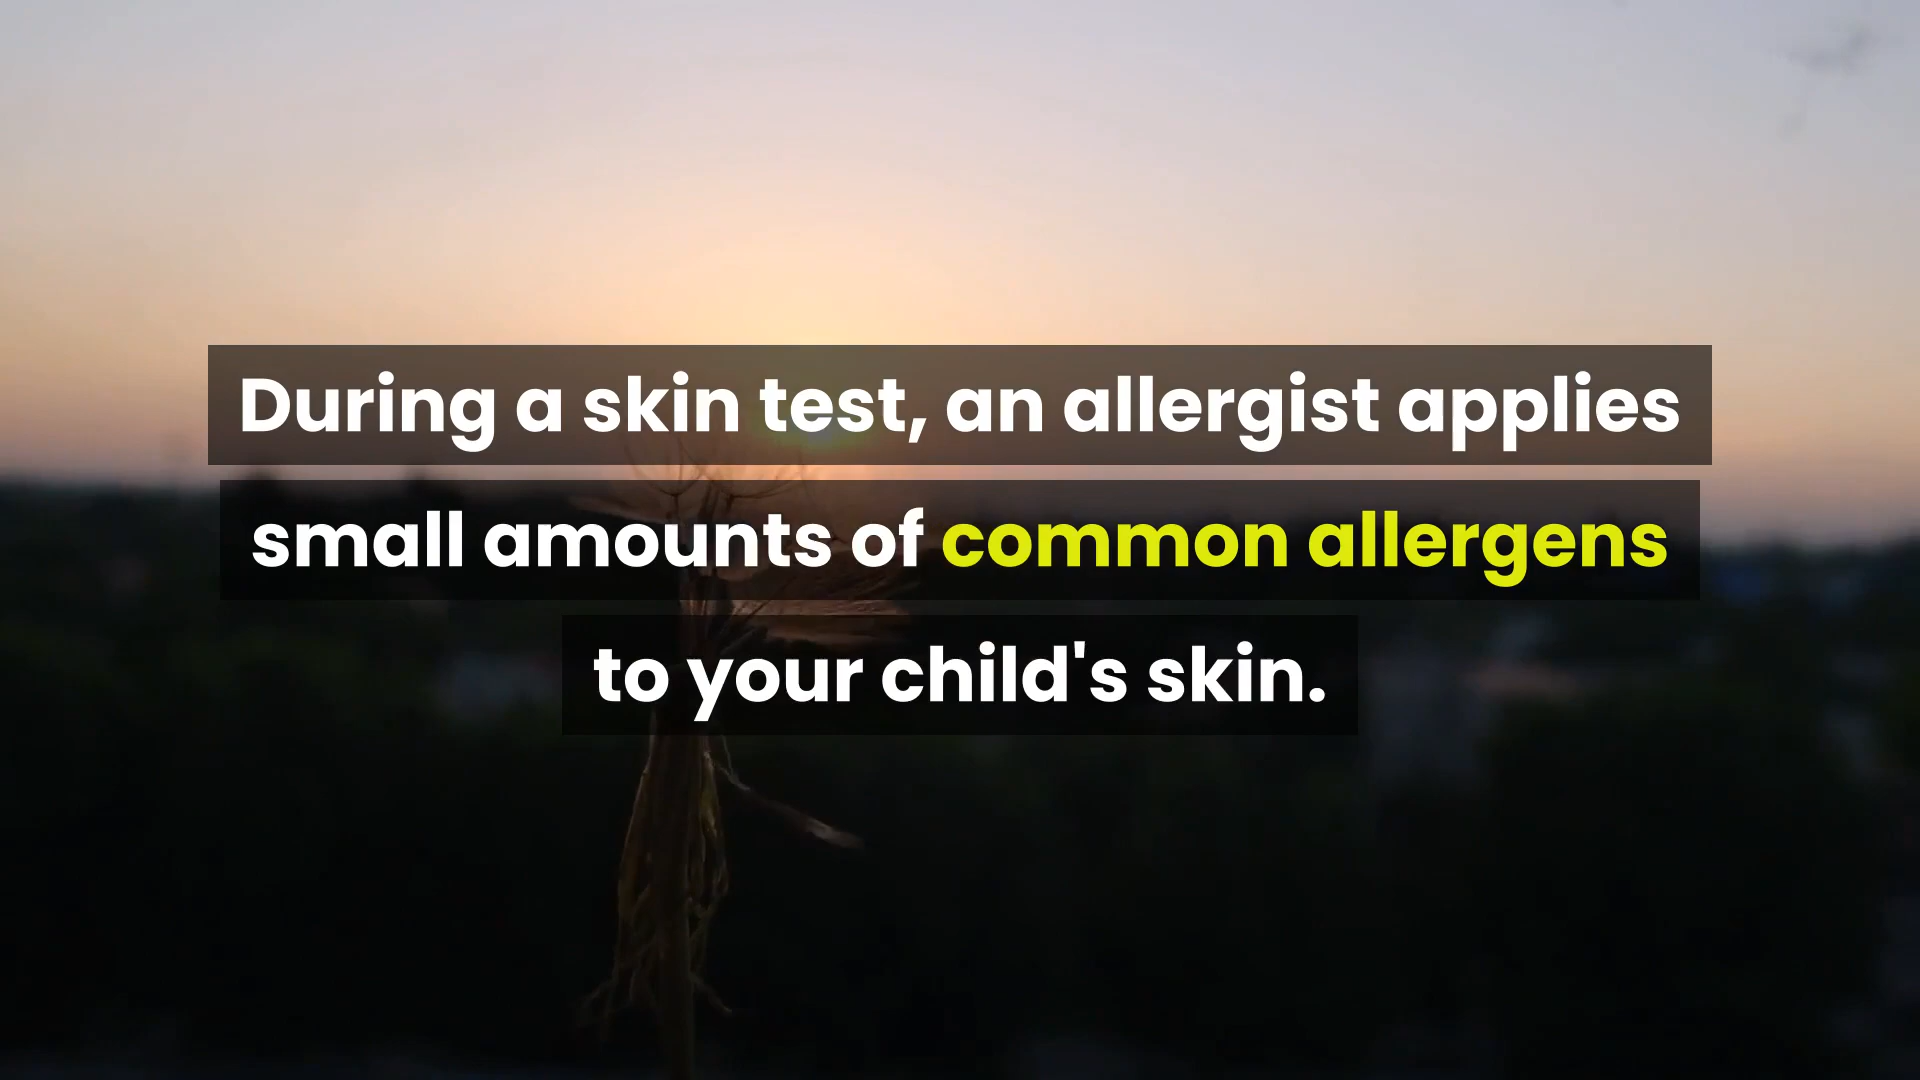 During a skin test, an allergist applies
small amounts of common allergens
to your child's skin.